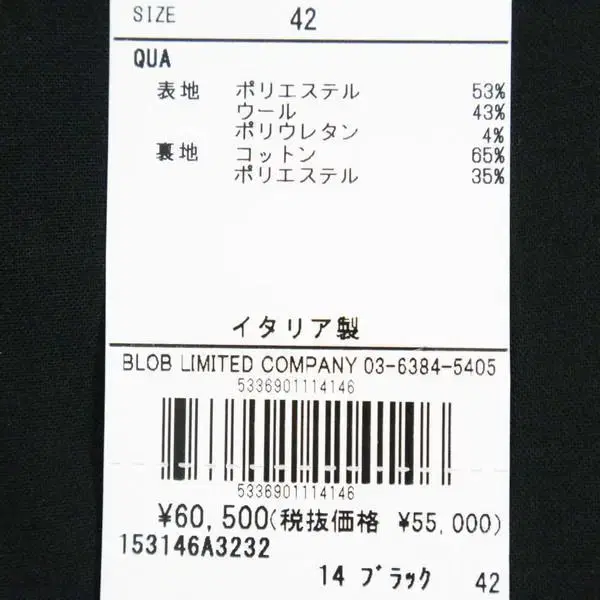 SIZE 42
QUA
表地 ポリエステル 53%
ウール 43%
ポリウレタン 4%
裏地 コットン 65%
ポリエステル 35%
イタリア製
BLOB LIMITED COMPANY 03-6384-5405
5336901114146
5336901114146
¥60,500(税抜価格 ¥55,000)
153146A3232
14 ブラック 42